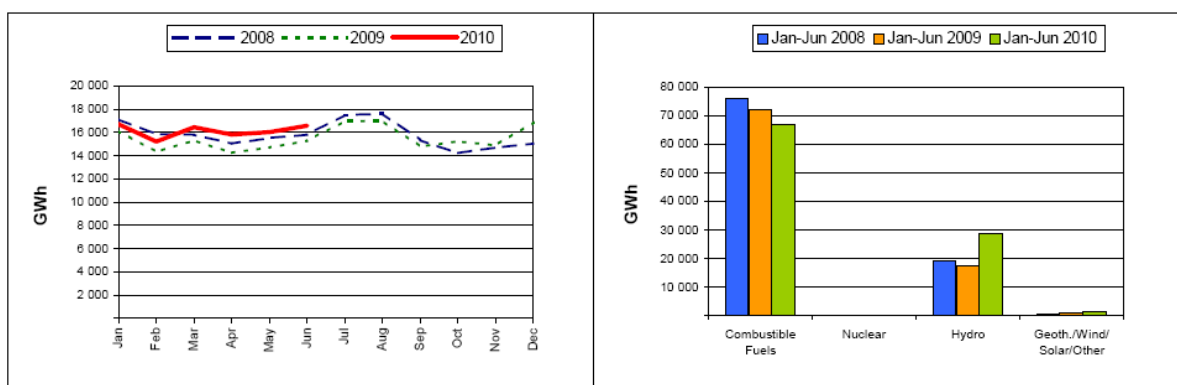 2008 2009 2010
20 000
18 000
16 000
14 000
12 000
10 000
8 000
6 000
4 000
2 000
GWh
Jan Feb Mar Apr May Jun Jul Aug Sep Oct Nov Dec
Jan-Jun 2008 Jan-Jun 2009 Jan-Jun 2010
80 000
70 000
60 000
50 000
40 000
30 000
20 000
10 000
GWh
Combustible Nuclear Hydro Geoth./Wind/
Fuels Solar/Other